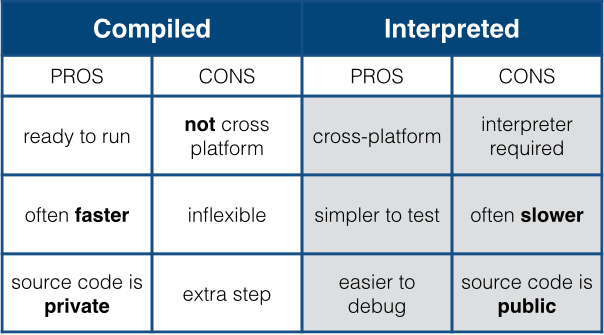 Compiled Interpreted
PROS CONS PROS CONS
ready to run
not cross
platform
cross-platform
interpreter
required
often faster
inflexible
simpler to test
often slower
source code is
private
extra step
easier to
debug
source code is
public